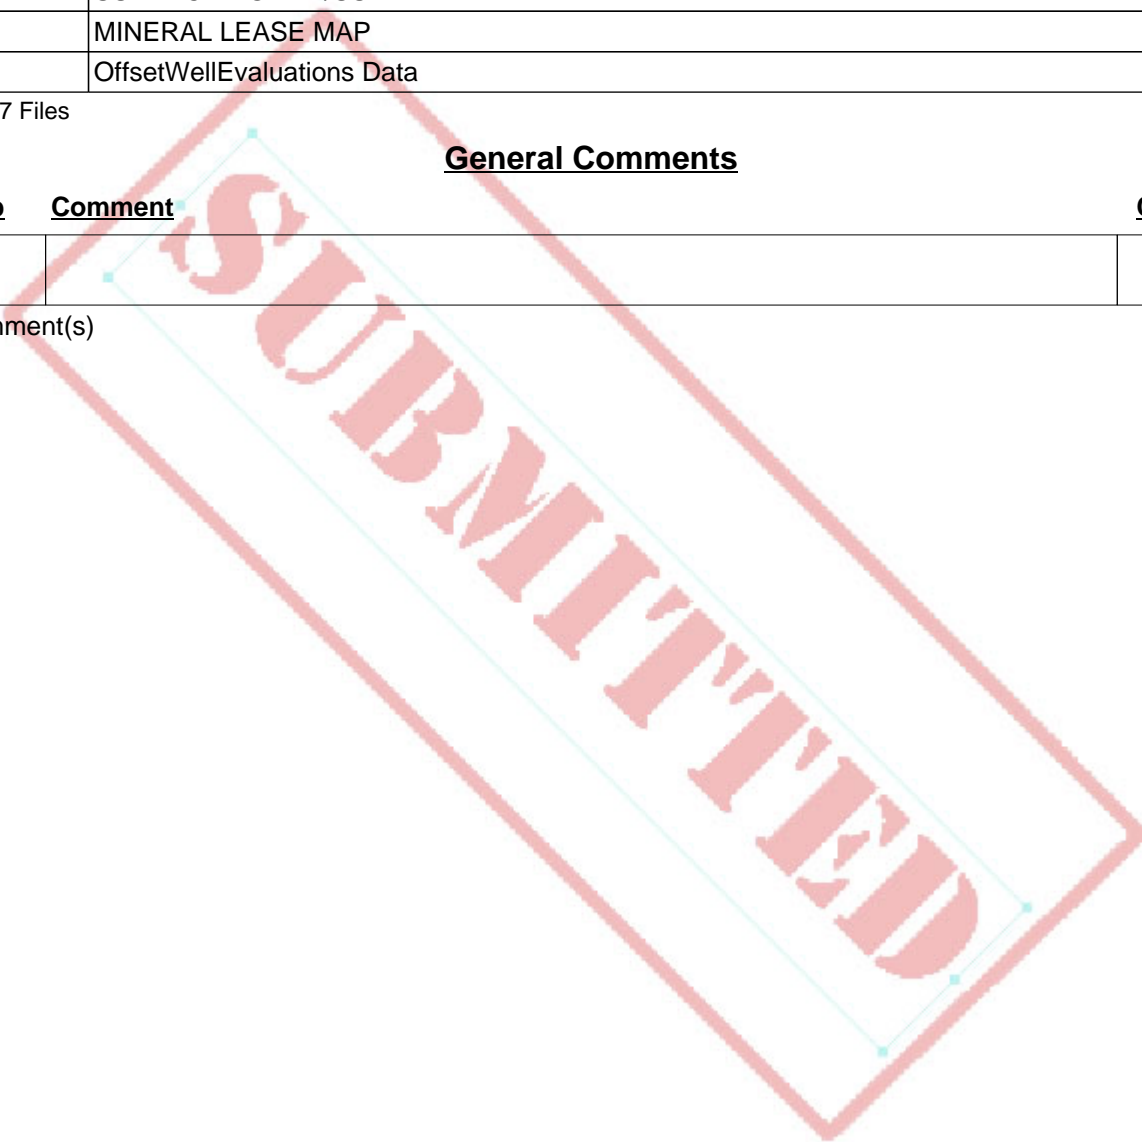 MINERAL LEASE MAP
OffsetWellEvaluations Data
7 Files
General Comments
Comment
ment(s)
SUBMITTED